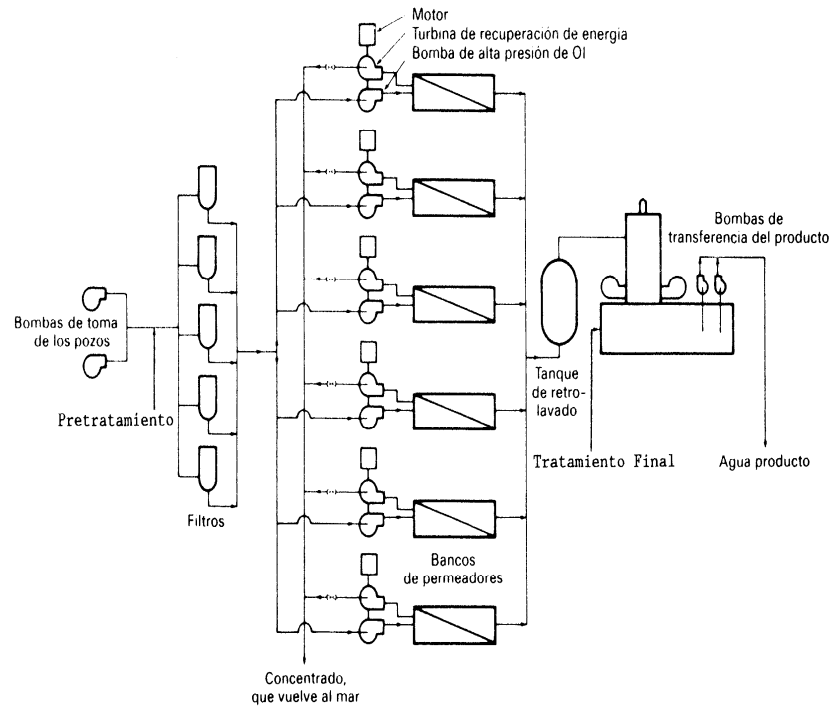 Motor
Turbina de recuperación de energia
Bomba de alta presión de OI
Bombas de toma
de los pozos
Pretratamiento
Filtros
Bancos
de permeadores
Concentrado,
que vuelve al mar
Tanque
de retro-
lavado
Bombas de
transferencia del producto
Tratamiento Final
Agua producto